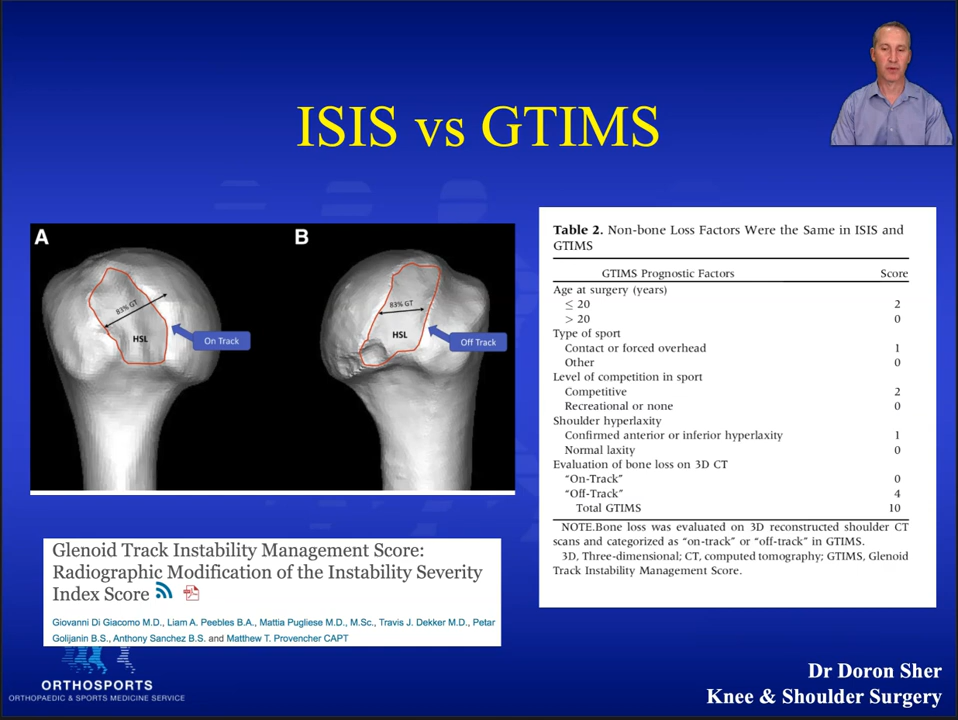 ISIS vs GTIMS
A
B
83% GT
HSL
On Track
83% GT
HSL
Off Track
Table 2. Non-bone Loss Factors Were the Same in ISIS and
GTIMS
GTIMS Prognostic Factors Score
Age at surgery (years)
≤ 20 2
> 20 0
Type of sport
Contact or forced overhead 1
Other 0
Level of competition in sport
Competitive 2
Recreational or none 0
Shoulder hyperlaxity
Confirmed anterior or inferior hyperlaxity 1
Normal laxity 0
Evaluation of bone loss on 3D CT
“On-Track” 0
“Off-Track” 4
Total GTIMS 10
NOTE.Bone loss was evaluated on 3D reconstructed shoulder CT
scans and categorized as “on-track” or “off-track” in GTIMS.
3D, Three-dimensional; CT, computed tomography; GTIMS, Glenoid
Track Instability Management Score.
Glenoid Track Instability Management Score:
Radiographic Modification of the Instability Severity
Index Score
Giovanni Di Giacomo M.D., Liam A. Peebles B.A., Mattia Pugliese M.D., M.Sc., Travis J. Dekker M.D., Petar
Golijanin B.S., Anthony Sanchez B.S. and Matthew T. Provencher CAPT
ORTHOSPORTS
ORTHOPAEDIC & SPORTS MEDICINE SERVICE
Dr Doron Sher
Knee & Shoulder Surgery